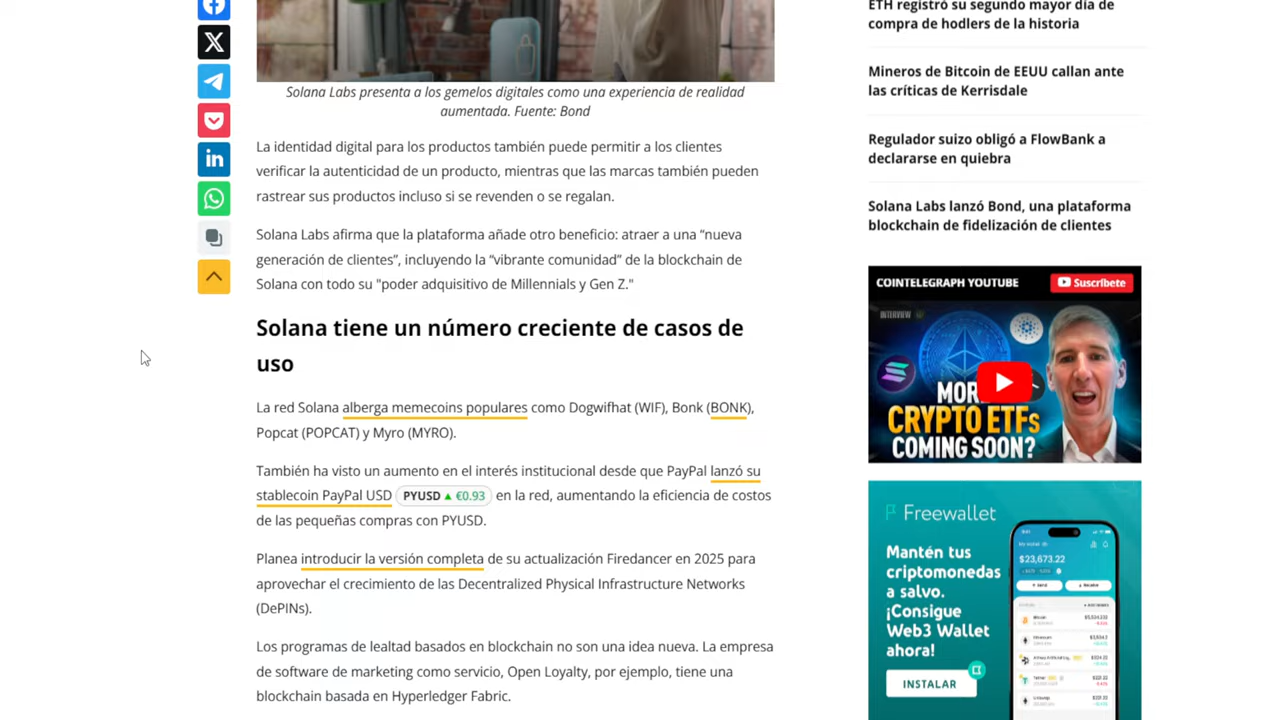 Solana Labs presenta a los gemelos digitales como una experiencia de realidad
aumentada. Fuente: Bond
La identidad digital para los productos también puede permitir a los clientes
verificar la autenticidad de un producto, mientras que las marcas también pueden
rastrear sus productos incluso si se revenden o se regalan.
Solana Labs afirma que la plataforma añade otro beneficio: atraer a una “nueva
generación de clientes”, incluyendo la “vibrante comunidad” de la blockchain de
Solana con todo su "poder adquisitivo de Millennials y Gen Z."
Solana tiene un número creciente de casos de
uso
La red Solana alberga memecoins populares como Dogwifhat (WIF), Bonk (BONK),
Popcat (POPCAT) y Myro (MYRO).
También ha visto un aumento en el interés institucional desde que PayPal lanzó su
stablecoin PayPal USD PYUSD €0.93 en la red, aumentando la eficiencia de costos
de las pequeñas compras con PYUSD.
Planea introducir la versión completa de su actualización Firedancer en 2025 para
aprovechar el crecimiento de las Decentralized Physical Infrastructure Networks
(DePINs).
Los programas de lealtad basados en blockchain no son una idea nueva. La empresa
de software de marketing como servicio, Open Loyalty, por ejemplo, tiene una
blockchain basada en Hyperledger Fabric.
ETH registró su segundo mayor día de
compra de hodlers de la historia
Mineros de Bitcoin de EEUU callan ante
las críticas de Kerrisdale
Regulador suizo obligó a FlowBank a
declararse en quiebra
Solana Labs lanzó Bond, una plataforma
blockchain de fidelización de clientes
COINTELEGRAPH YOUTUBE
Suscríbete
INTERVIEW
CRYPTO ETFs
COMING SOON?
Freewallet
Mantén tus
criptomonedas
a salvo.
¡Consigue
Web3 Wallet
ahora!
INSTALAR
$23,673.22